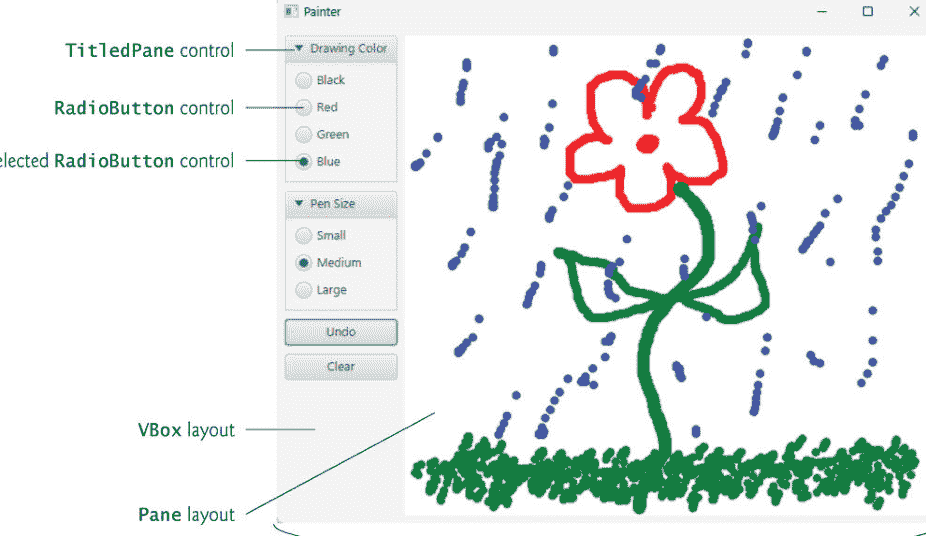 Painter
TitledPane control
Drawing Color
Black
RadioButton control
Red
Green
elected RadioButton control
Blue
Pen Size
Small
Medium
Large
Undo
Clear
VBox layout
Pane layout